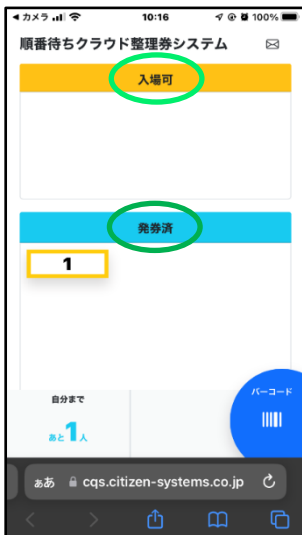 カメラ 10:16 100%
順番待ちクラウド整理券システム
入場可
発券済
1
自分まで
あと1人
バーコード
ぁあ cqs.citizen-systems.co.jp